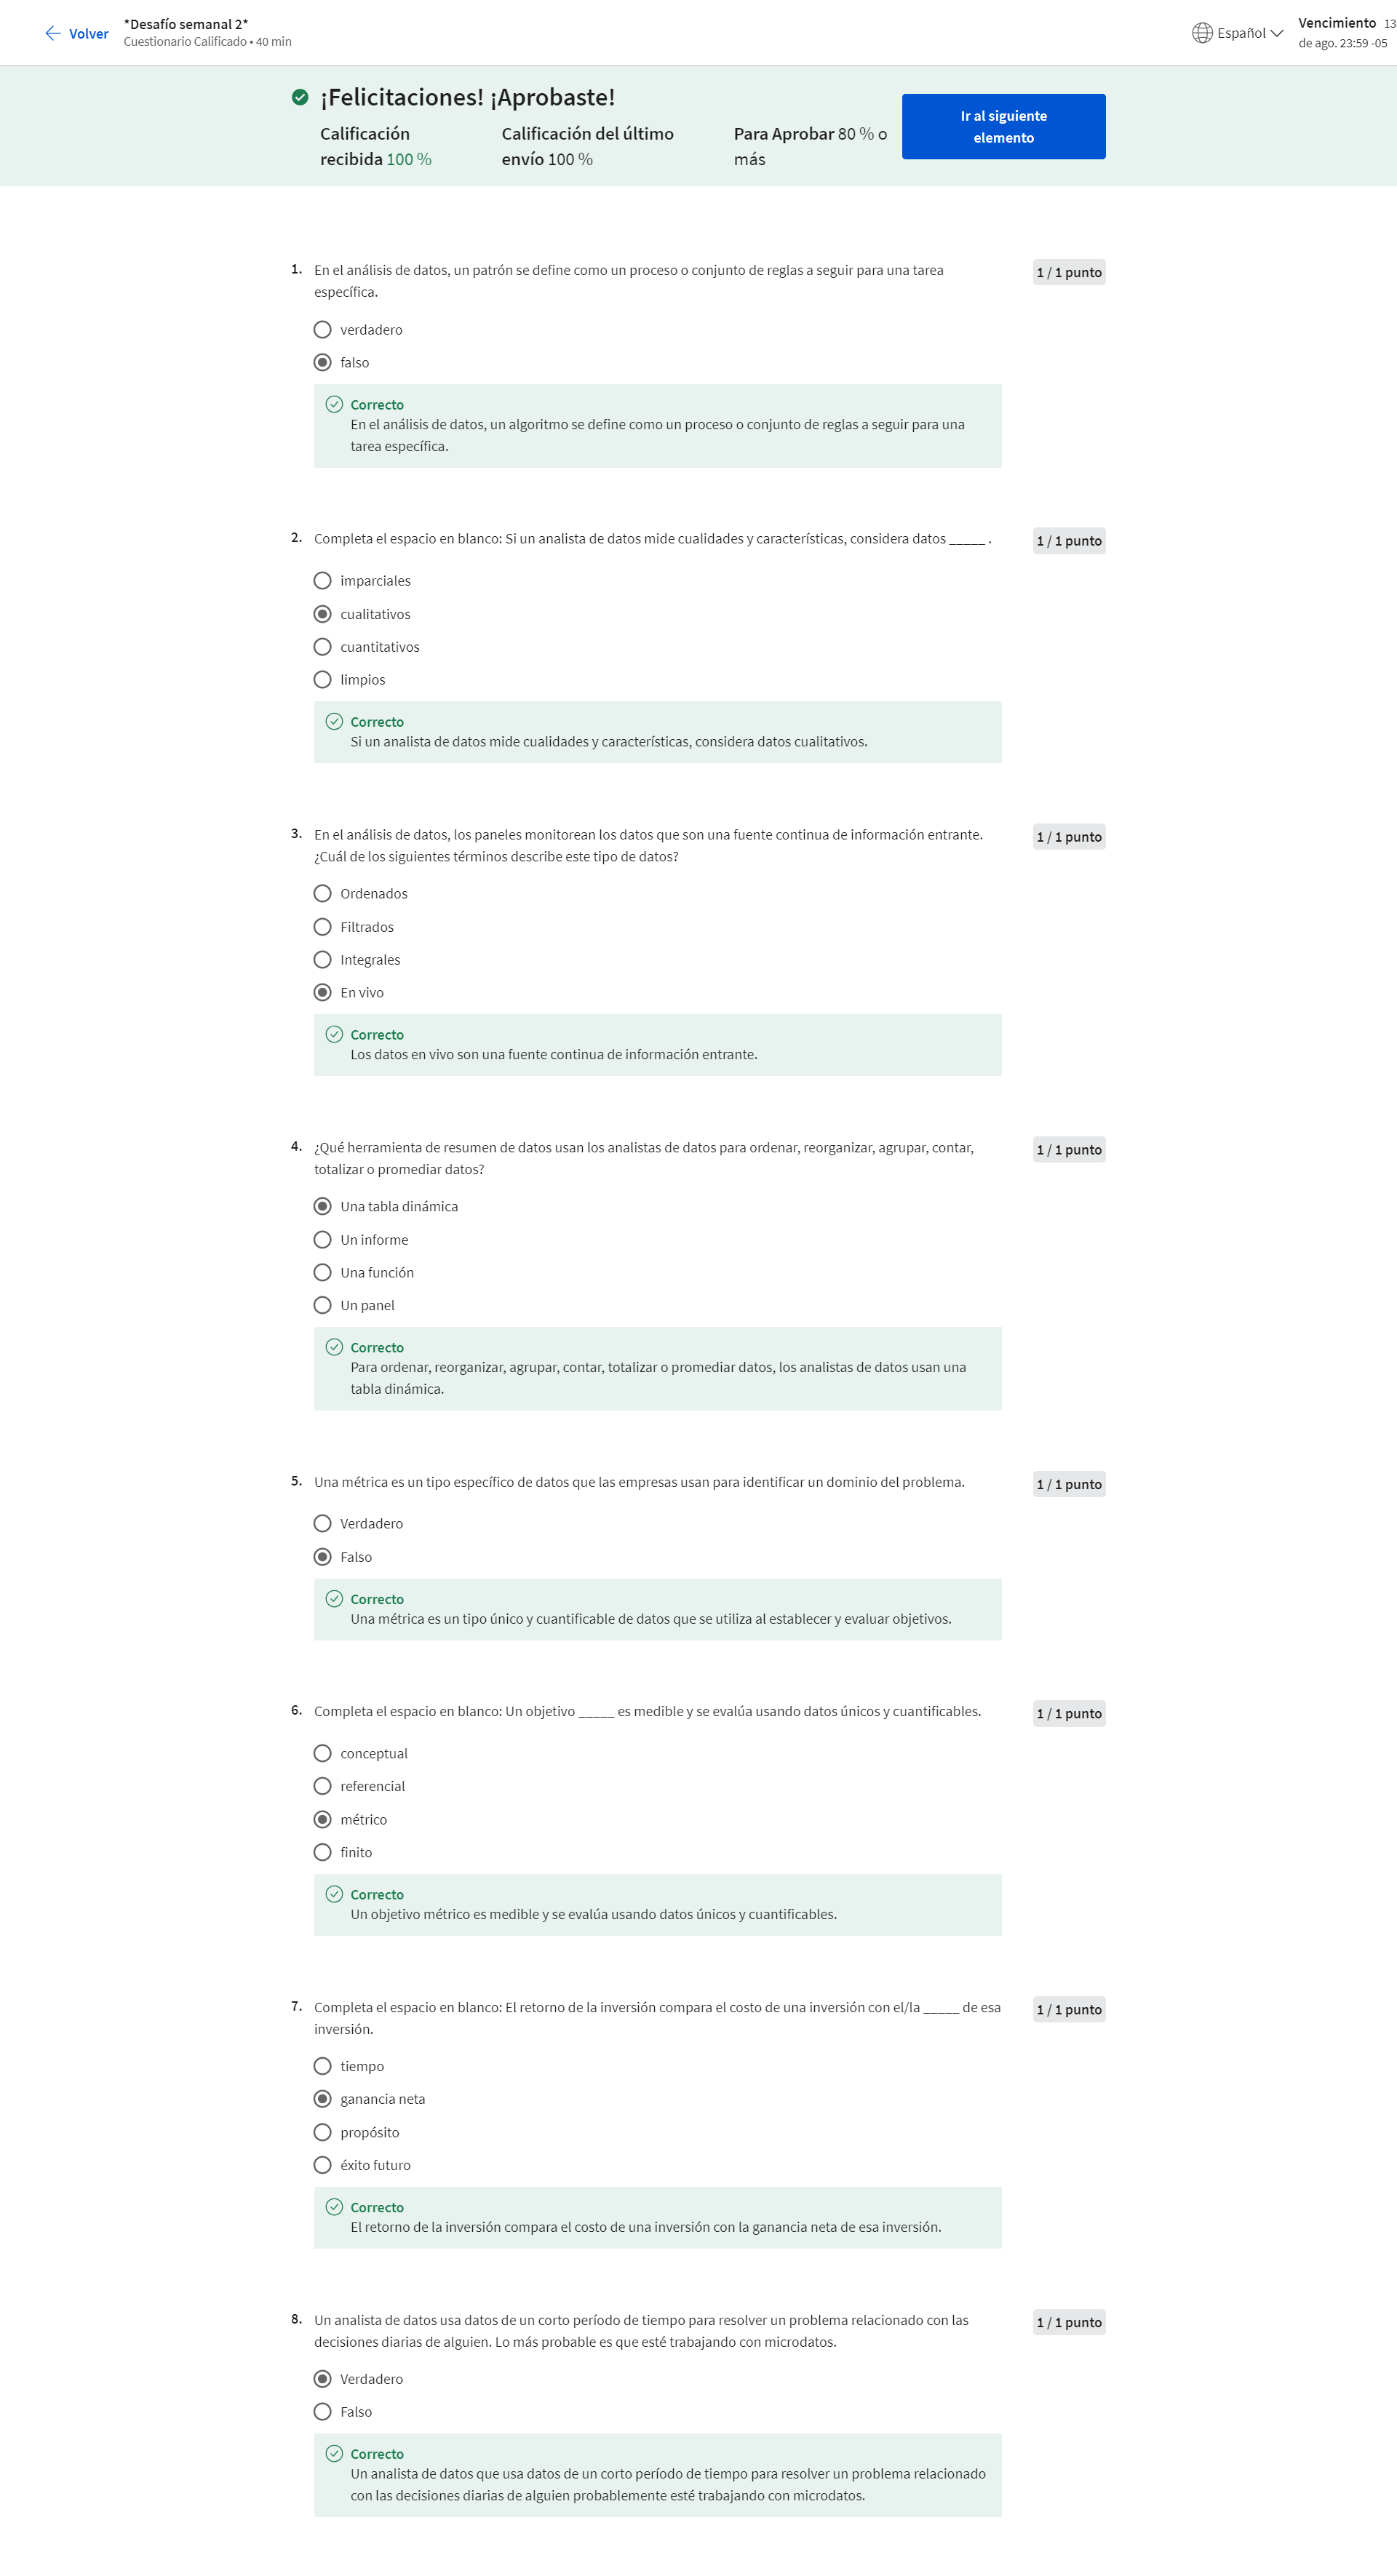 Volver
*Desafío semanal 2*
Cuestionario Calificado • 40 min
Español
Vencimiento 13
de ago. 23:59 -05
¡Felicitaciones! ¡Aprobaste!
Calificación
recibida 100 %
Calificación del último
envío 100 %
Para Aprobar 80 % o
más
Ir al siguiente
elemento
1. En el análisis de datos, un patrón se define como un proceso o conjunto de reglas a seguir para una tarea
específica.
1 / 1 punto
verdadero
falso
Correcto
En el análisis de datos, un algoritmo se define como un proceso o conjunto de reglas a seguir para una
tarea específica.
2. Completa el espacio en blanco: Si un analista de datos mide cualidades y características, considera datos _____ .
1 / 1 punto
imparciales
cualitativos
cuantitativos
limpios
Correcto
Si un analista de datos mide cualidades y características, considera datos cualitativos.
3. En el análisis de datos, los paneles monitorean los datos que son una fuente continua de información entrante.
¿Cuál de los siguientes términos describe este tipo de datos?
1 / 1 punto
Ordenados
Filtrados
Integrales
En vivo
Correcto
Los datos en vivo son una fuente continua de información entrante.
4. ¿Qué herramienta de resumen de datos usan los analistas de datos para ordenar, reorganizar, agrupar, contar,
totalizar o promediar datos?
1 / 1 punto
Una tabla dinámica
Un informe
Una función
Un panel
Correcto
Para ordenar, reorganizar, agrupar, contar, totalizar o promediar datos, los analistas de datos usan una
tabla dinámica.
5. Una métrica es un tipo específico de datos que las empresas usan para identificar un dominio del problema.
1 / 1 punto
Verdadero
Falso
Correcto
Una métrica es un tipo único y cuantificable de datos que se utiliza al establecer y evaluar objetivos.
6. Completa el espacio en blanco: Un objetivo _____ es medible y se evalúa usando datos únicos y cuantificables.
1 / 1 punto
conceptual
referencial
métrico
finito
Correcto
Un objetivo métrico es medible y se evalúa usando datos únicos y cuantificables.
7. Completa el espacio en blanco: El retorno de la inversión compara el costo de una inversión con el/la _____ de esa
inversión.
1 / 1 punto
tiempo
ganancia neta
propósito
éxito futuro
Correcto
El retorno de la inversión compara el costo de una inversión con la ganancia neta de esa inversión.
8. Un analista de datos usa datos de un corto período de tiempo para resolver un problema relacionado con las
decisiones diarias de alguien. Lo más probable es que esté trabajando con microdatos.
1 / 1 punto
Verdadero
Falso
Correcto
Un analista de datos que usa datos de un corto período de tiempo para resolver un problema relacionado
con las decisiones diarias de alguien probablemente esté trabajando con microdatos.